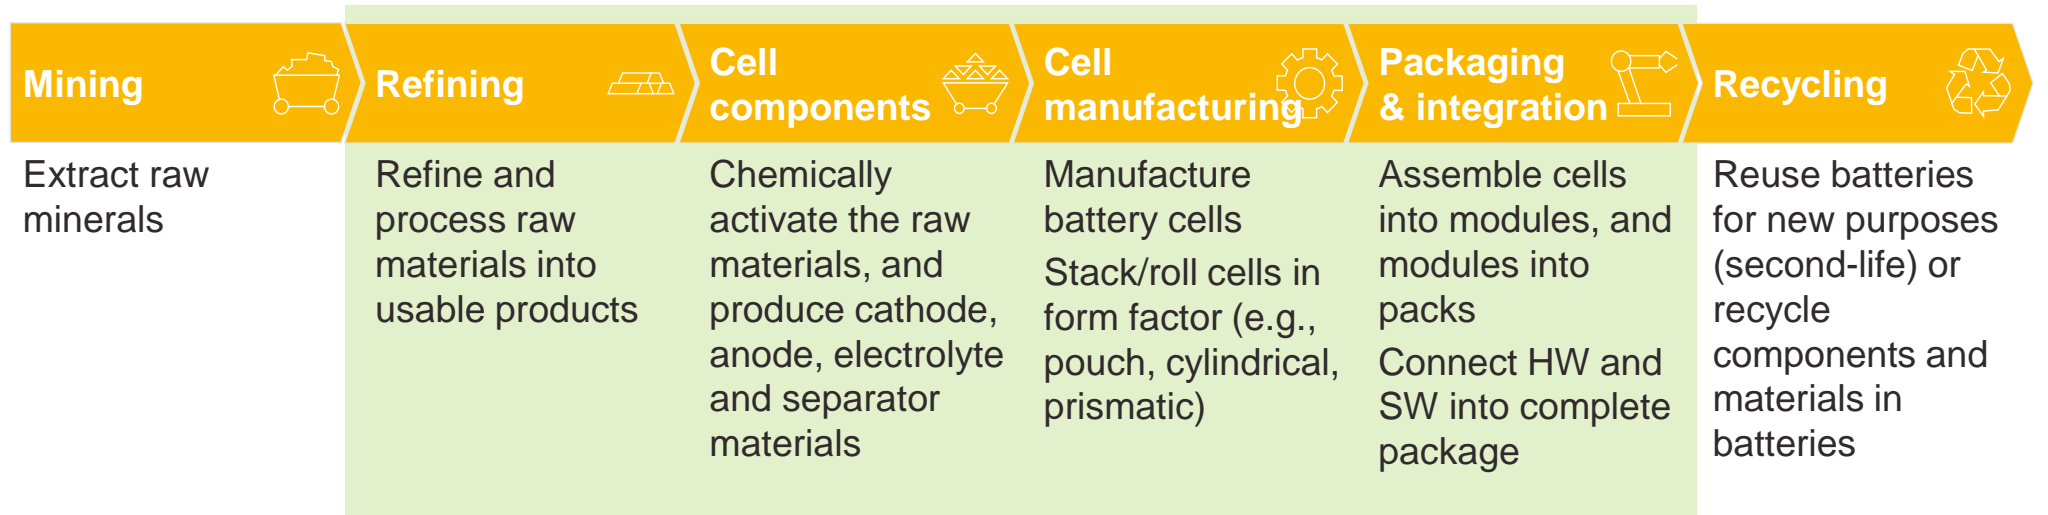 Mining
Extract raw
minerals
Refining
Refine and
process raw
materials into
usable products
Cell
components
Chemically
activate the raw
materials, and
produce cathode,
anode, electrolyte
and separator
materials
Cell
manufacturing
Manufacture
battery cells
Stack/roll cells in
form factor (e.g.,
pouch, cylindrical,
prismatic)
Packaging
& integration
Assemble cells
into modules, and
modules into
packs
Connect HW and
SW into complete
package
Recycling
Reuse batteries
for new purposes
(second-life) or
recycle
components and
materials in
batteries